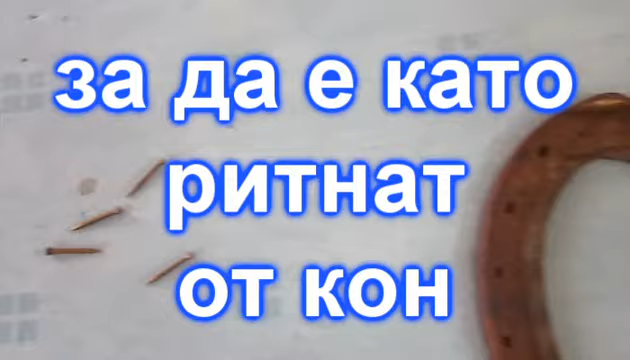 за да е като
ритнат
от кон